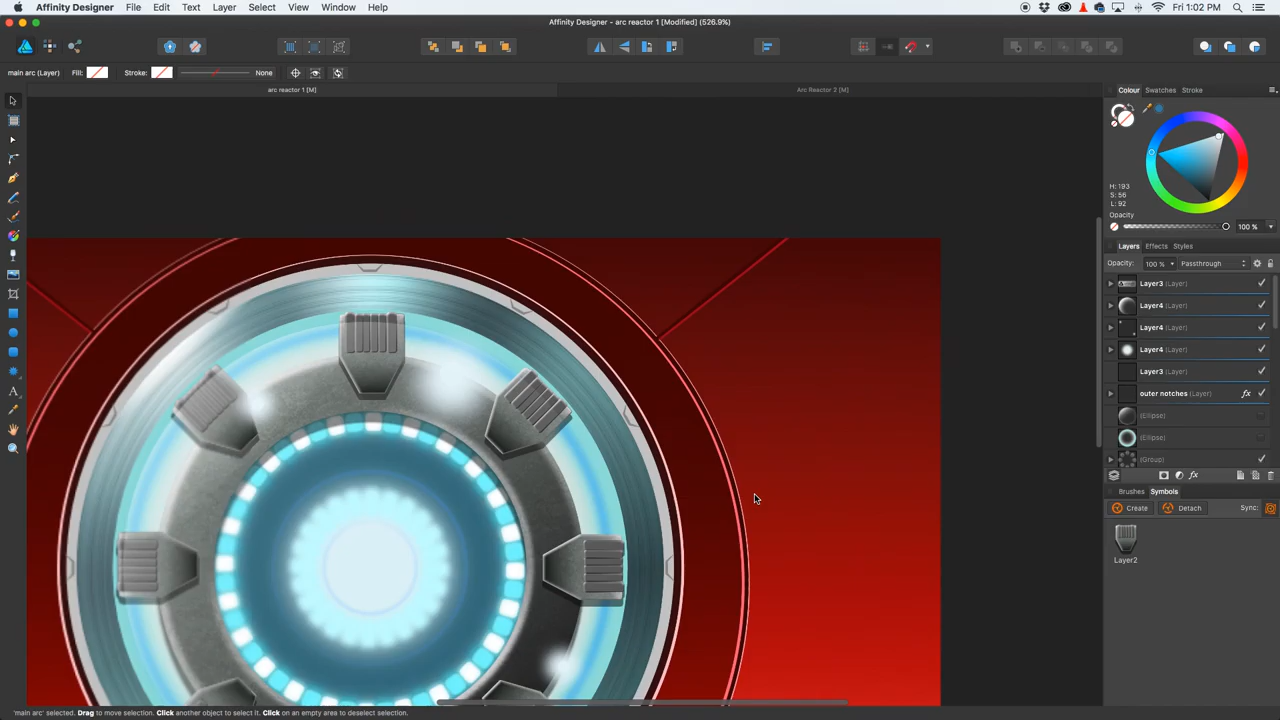 Affinity Designer File Edit Text Layer Select View Window Help Fri 1:02 PM
Affinity Designer - arc reactor 1 [Modified] (526.9%)
main arc (Layer) Fill: Stroke: None
arc reactor 1 [M] Arc Reactor 2 [M]
Colour Swatches Stroke
H: 193
S: 56
L: 92
Opacity
100 %
Layers Effects Styles
Opacity: 100 % Passthrough
Layer3 (Layer)
Layer4 (Layer)
Layer4 (Layer)
Layer4 (Layer)
Layer3 (Layer)
outer notches (Layer) fx
(Ellipse)
(Ellipse)
(Group)
fx
Brushes Symbols
Create Detach Sync:
Layer2
'main arc' selected. Drag to move selection. Click another object to select it. Click on an empty area to deselect selection.